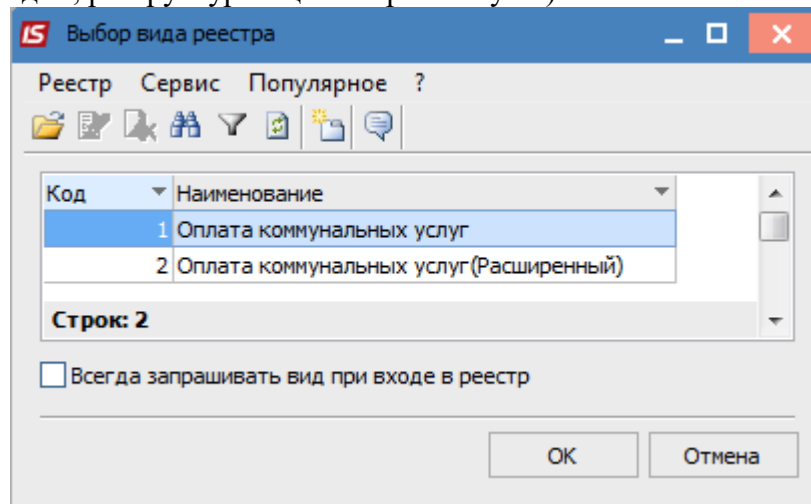 Выбор вида реестра
Реестр Сервис Популярное ?
Код Наименование
1 Оплата коммунальных услуг
2 Оплата коммунальных услуг(Расширенный)
Строк: 2
Всегда запрашивать вид при входе в реестр
ОК Отмена